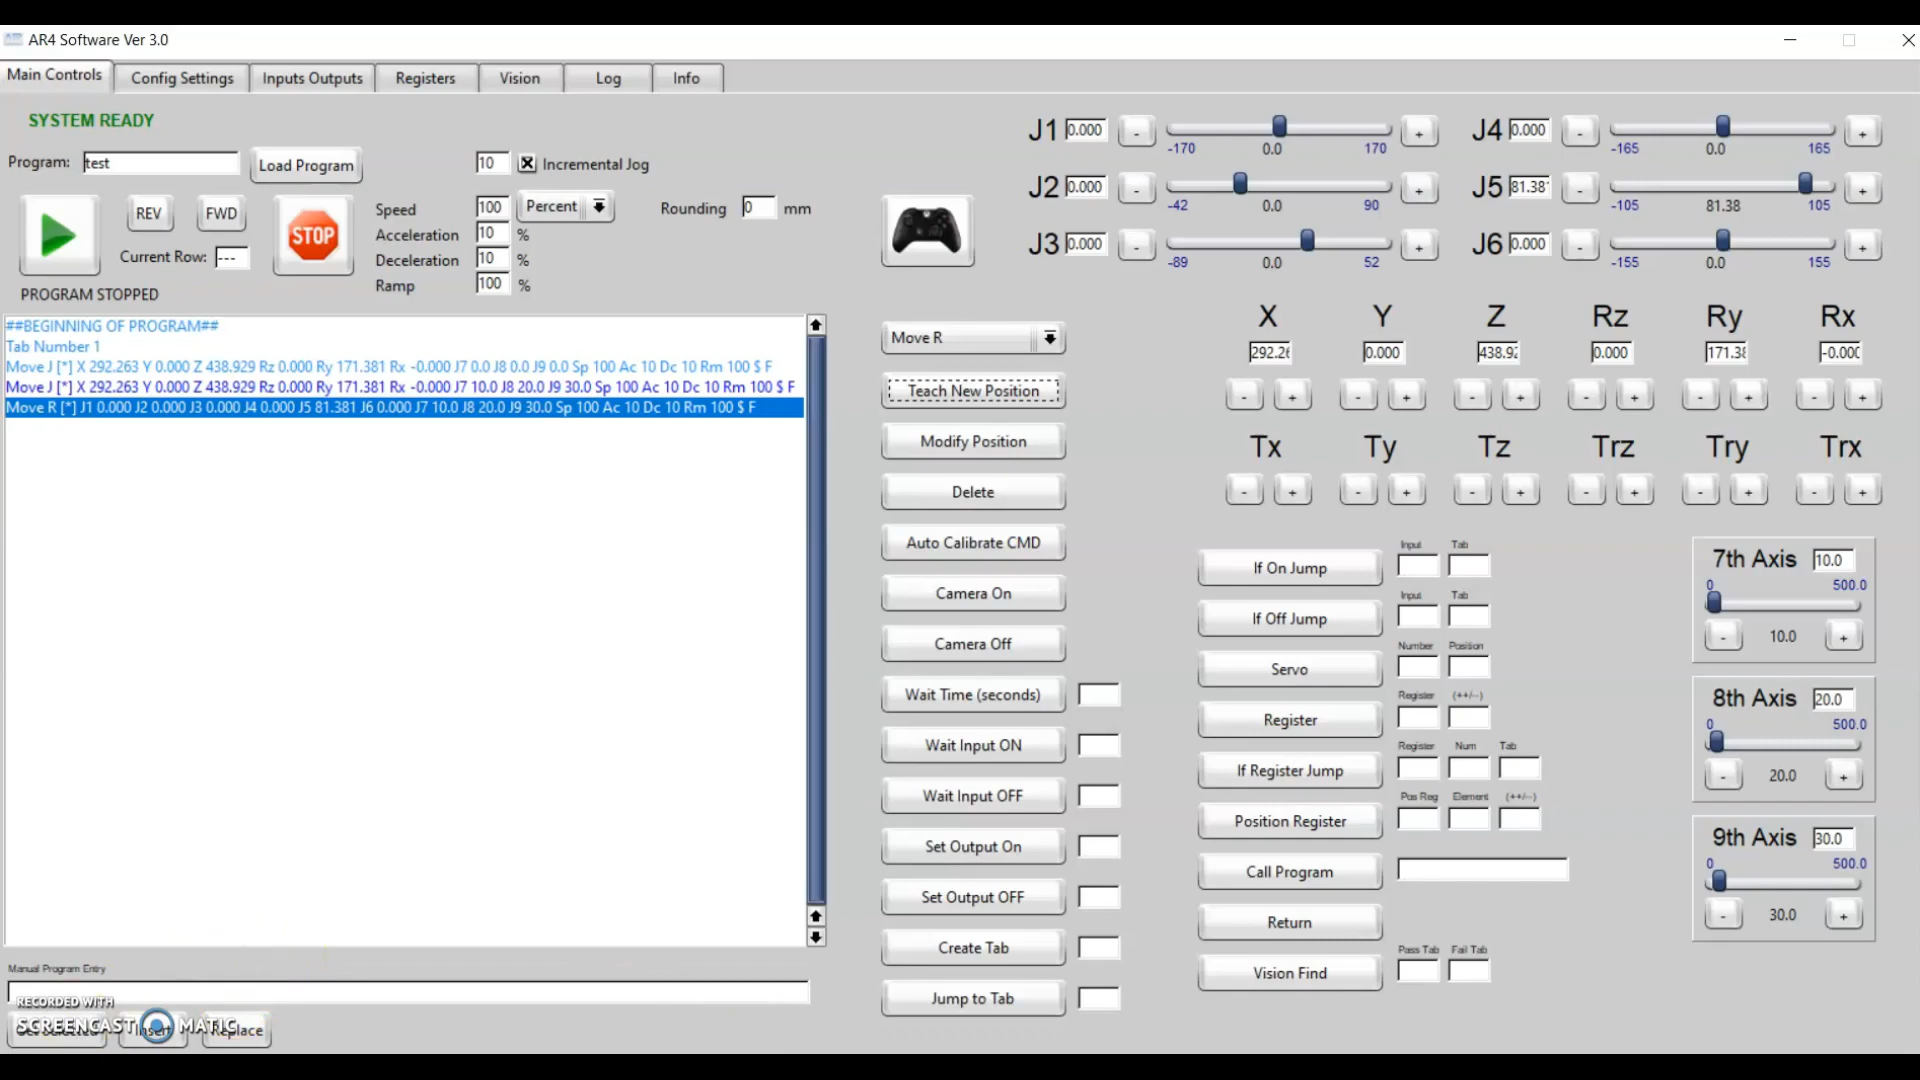 AR4 Software Ver 3.0
Main Controls Config Settings Inputs Outputs Registers Vision Log Info
SYSTEM READY
Program: test Load Program
10 Incremental Jog
REV FWD
STOP
Current Row: ---
PROGRAM STOPPED
Speed 100 Percent
Rounding 0 mm
Acceleration 10 %
Deceleration 10 %
Ramp 100 %
J1 0.000 - + -170 0.0 170
J4 0.000 - + -165 0.0 165
J2 0.000 - + -42 0.0 90
J5 81.381 - + -105 81.38 105
J3 0.000 - + -89 0.0 52
J6 0.000 - + -155 0.0 155
##BEGINNING OF PROGRAM##
Tab Number 1
Move J [*] X 292.263 Y 0.000 Z 438.929 Rz 0.000 Ry 171.381 Rx -0.000 J7 0.0 J8 0.0 J9 0.0 Sp 100 Ac 10 Dc 10 Rm 100 $ F
Move J [*] X 292.263 Y 0.000 Z 438.929 Rz 0.000 Ry 171.381 Rx -0.000 J7 10.0 J8 20.0 J9 30.0 Sp 100 Ac 10 Dc 10 Rm 100 $ F
Move R [*] J1 0.000 J2 0.000 J3 0.000 J4 0.000 J5 81.381 J6 0.000 J7 10.0 J8 20.0 J9 30.0 Sp 100 Ac 10 Dc 10 Rm 100 $ F
Manual Program Entry
Get Selected Insert Replace
RECORDED WITH
SCREENCAST MATIC
Move R
Teach New Position
Modify Position
Delete
Auto Calibrate CMD
Camera On
Camera Off
Wait Time (seconds)
Wait Input ON
Wait Input OFF
Set Output On
Set Output OFF
Create Tab
Jump to Tab
X Y Z Rz Ry Rx
292.26 0.000 438.92 0.000 171.38 -0.000
- + - + - + - + - + - +
Tx Ty Tz Trz Try Trx
- + - + - + - + - + - +
Input Tab
If On Jump
Input Tab
If Off Jump
Number Position
Servo
Register (++/--)
Register
Register Num Tab
If Register Jump
Pos Reg Element (++/--)
Position Register
Call Program
Return
Pass Tab Fail Tab
Vision Find
7th Axis 10.0
0 500.0
- 10.0 +
8th Axis 20.0
0 500.0
- 20.0 +
9th Axis 30.0
0 500.0
- 30.0 +